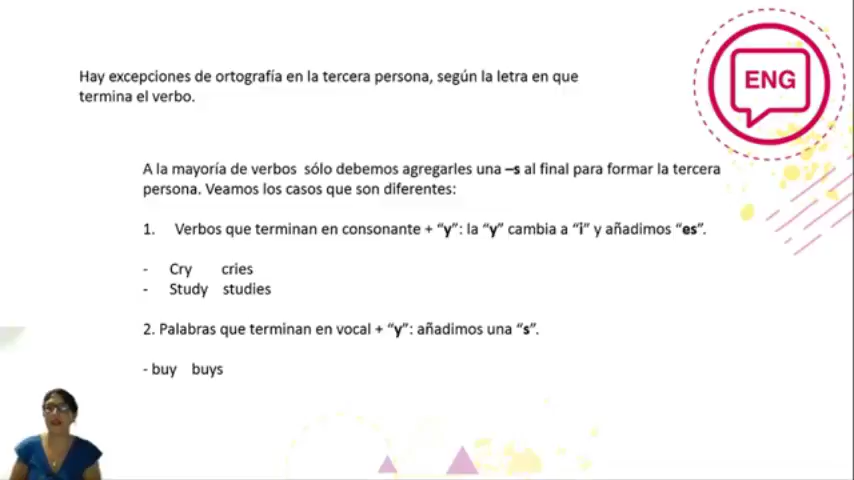 ENG
Hay excepciones de ortografía en la tercera persona, según la letra en que
termina el verbo.
A la mayoría de verbos sólo debemos agregarles una –s al final para formar la tercera
persona. Veamos los casos que son diferentes:
1. Verbos que terminan en consonante + “y”: la “y” cambia a “i” y añadimos “es”.
- Cry cries
- Study studies
2. Palabras que terminan en vocal + “y”: añadimos una “s”.
- buy buys